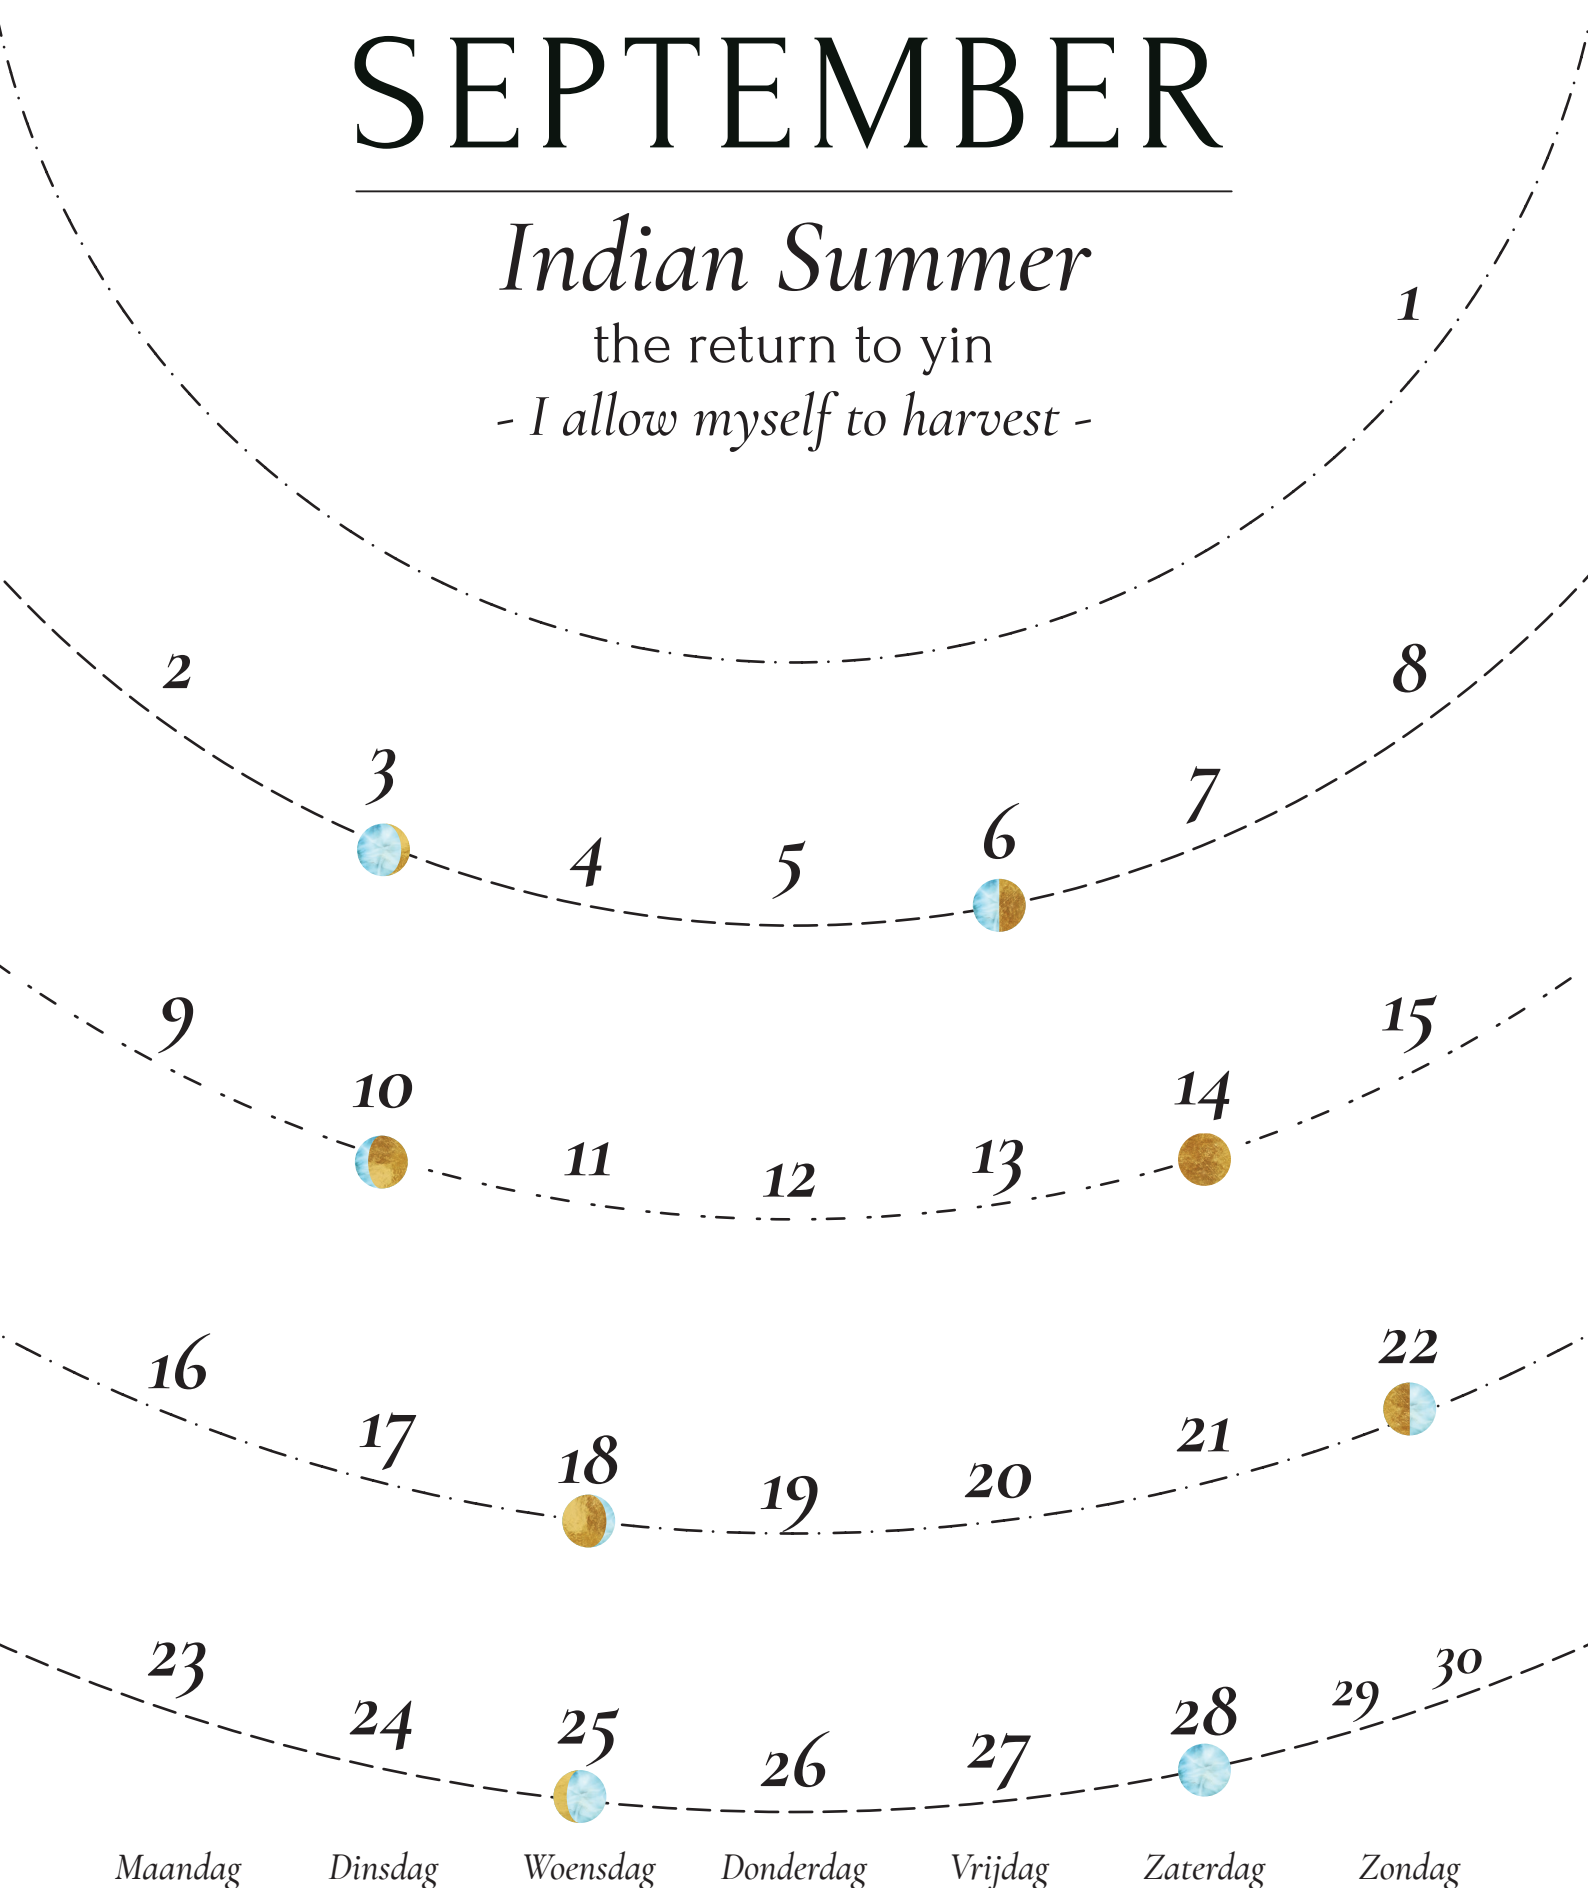 SEPTEMBER
Indian Summer
the return to yin
- I allow myself to harvest -
1
2 3 4 5 6 7 8
9 10 11 12 13 14 15
16 17 18 19 20 21 22
23 24 25 26 27 28 29 30
Maandag Dinsdag Woensdag Donderdag Vrijdag Zaterdag Zondag